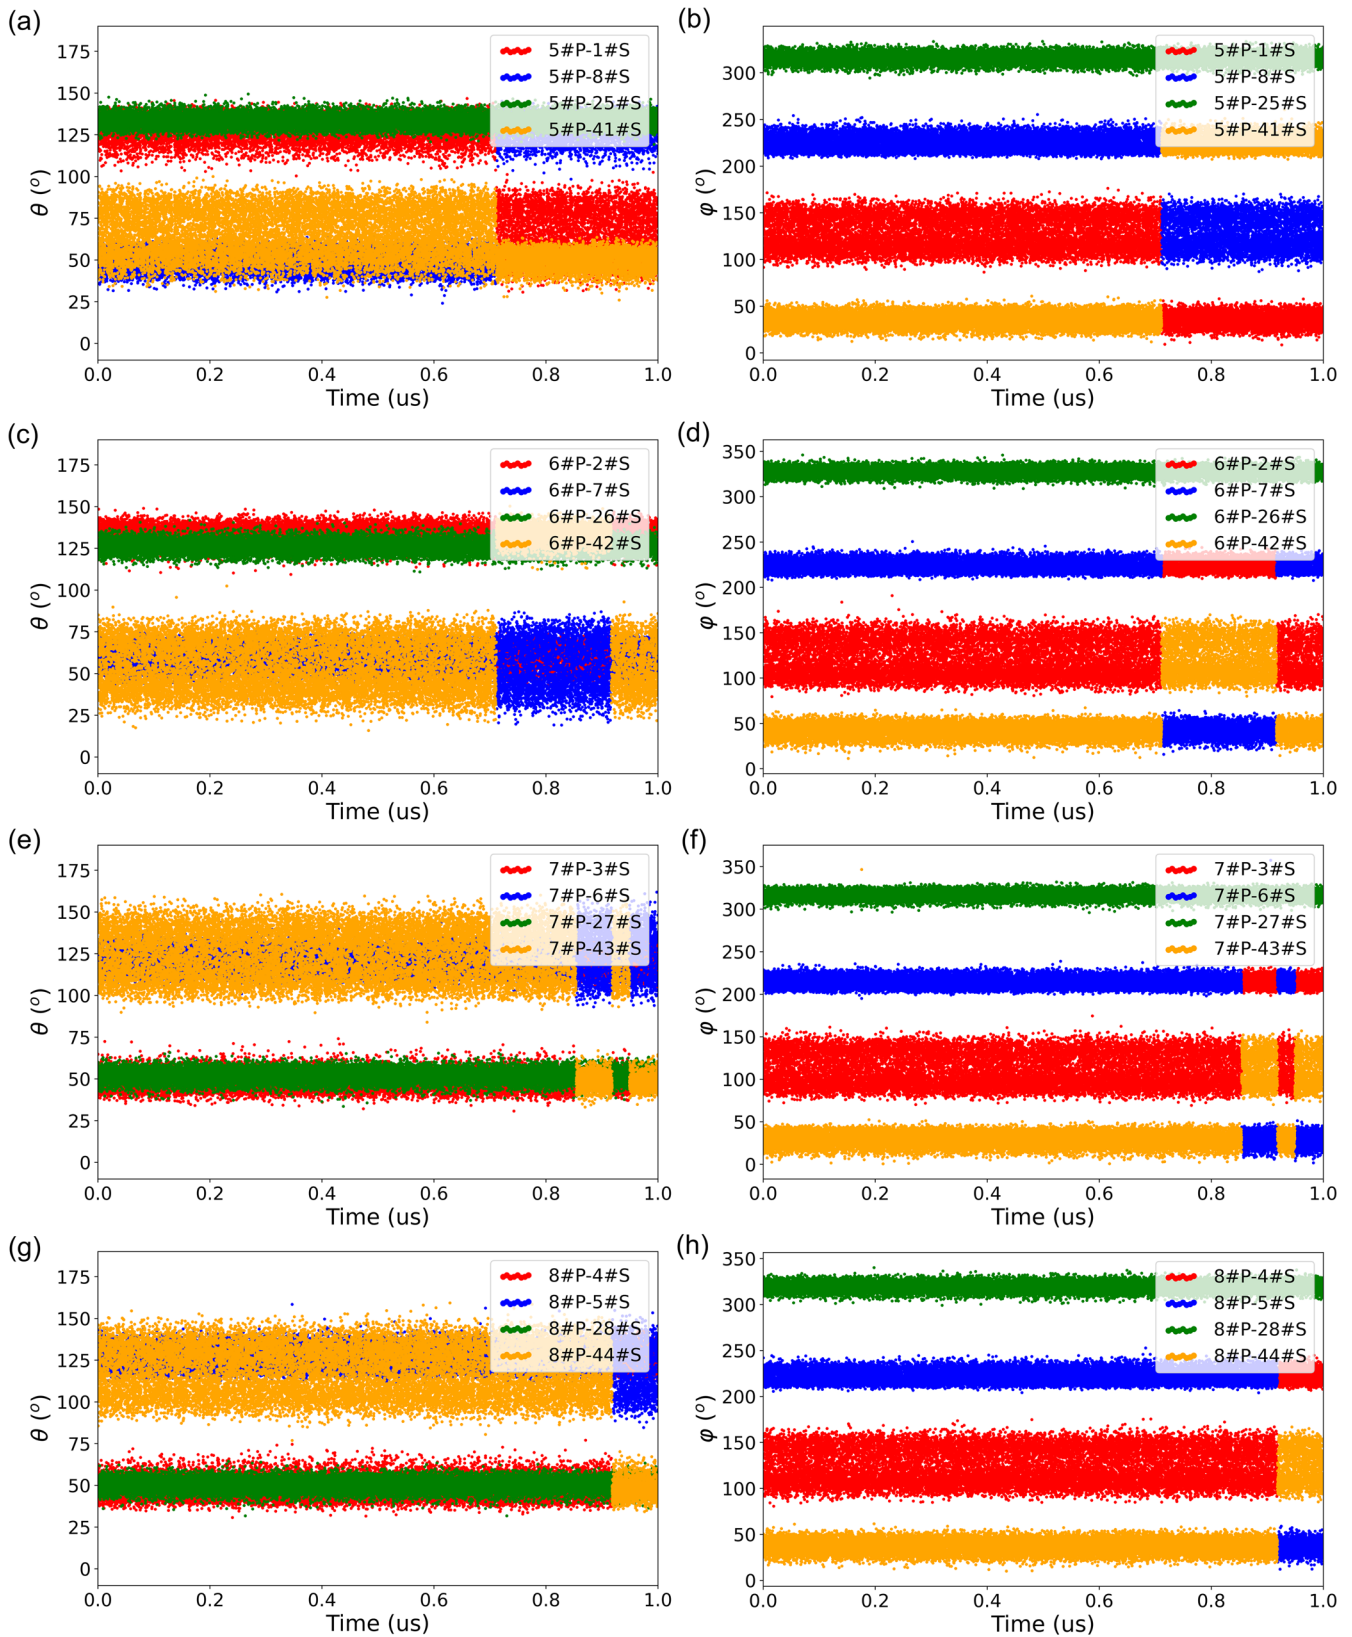 (a)
175
150
125
100
75
50
25
0
θ (°)
0.0 0.2 0.4 0.6 0.8 1.0
Time (us)
5#P-1#S
5#P-8#S
5#P-25#S
5#P-41#S
(b)
300
250
200
150
100
50
0
φ (°)
0.0 0.2 0.4 0.6 0.8 1.0
Time (us)
5#P-1#S
5#P-8#S
5#P-25#S
5#P-41#S
(c)
175
150
125
100
75
50
25
0
θ (°)
0.0 0.2 0.4 0.6 0.8 1.0
Time (us)
6#P-2#S
6#P-7#S
6#P-26#S
6#P-42#S
(d)
350
300
250
200
150
100
50
0
φ (°)
0.0 0.2 0.4 0.6 0.8 1.0
Time (us)
6#P-2#S
6#P-7#S
6#P-26#S
6#P-42#S
(e)
175
150
125
100
75
50
25
0
θ (°)
0.0 0.2 0.4 0.6 0.8 1.0
Time (us)
7#P-3#S
7#P-6#S
7#P-27#S
7#P-43#S
(f)
350
300
250
200
150
100
50
0
φ (°)
0.0 0.2 0.4 0.6 0.8 1.0
Time (us)
7#P-3#S
7#P-6#S
7#P-27#S
7#P-43#S
(g)
175
150
125
100
75
50
25
0
θ (°)
0.0 0.2 0.4 0.6 0.8 1.0
Time (us)
8#P-4#S
8#P-5#S
8#P-28#S
8#P-44#S
(h)
350
300
250
200
150
100
50
0
φ (°)
0.0 0.2 0.4 0.6 0.8 1.0
Time (us)
8#P-4#S
8#P-5#S
8#P-28#S
8#P-44#S